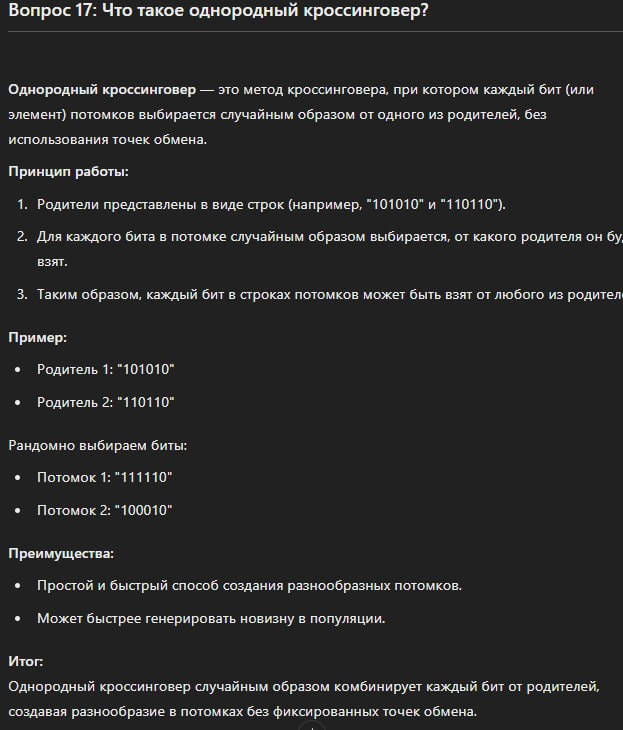 Вопрос 17: Что такое однородный кроссинговер?
Однородный кроссинговер — это метод кроссинговера, при котором каждый бит (или
элемент) потомков выбирается случайным образом от одного из родителей, без
использования точек обмена.
Принцип работы:
1. Родители представлены в виде строк (например, "101010" и "110110").
2. Для каждого бита в потомке случайным образом выбирается, от какого родителя он
взят.
3. Таким образом, каждый бит в строках потомков может быть взят от любого из
Пример:
• Родитель 1: "101010"
• Родитель 2: "110110"
Рандомно выбираем биты:
• Потомок 1: "111110"
• Потомок 2: "100010"
Преимущества:
• Простой и быстрый способ создания разнообразных потомков.
• Может быстрее генерировать новизну в популяции.
Итог:
Однородный кроссинговер случайным образом комбинирует каждый бит от родителей,
создавая разнообразие в потомках без фиксированных точек обмена.